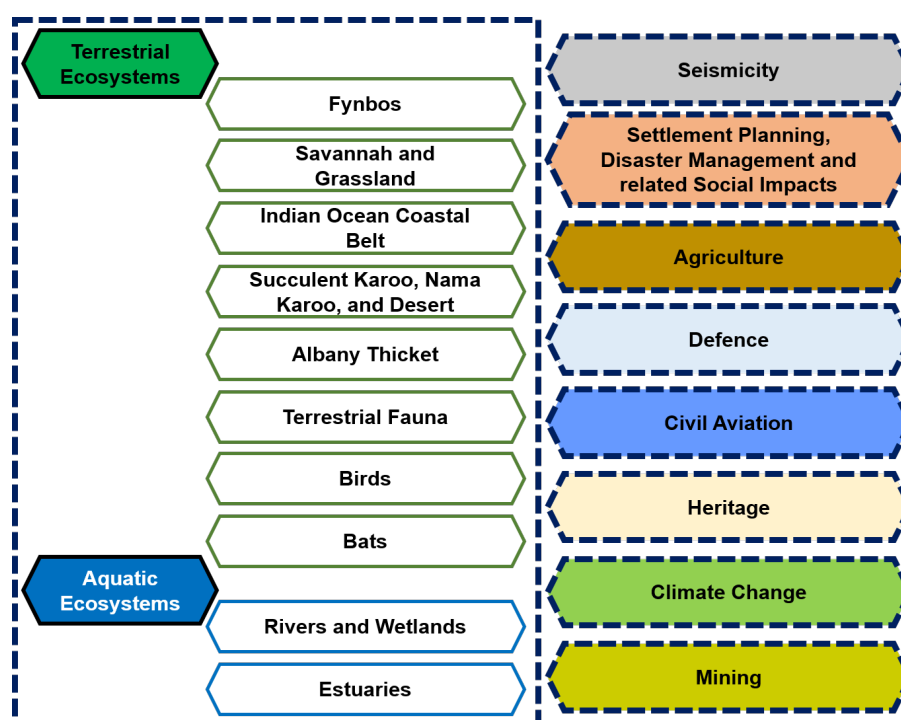 Terrestrial
Ecosystems
Fynbos
Savannah and
Grassland
Indian Ocean Coastal
Belt
Succulent Karoo, Nama
Karoo, and Desert
Albany Thicket
Terrestrial Fauna
Birds
Bats
Aquatic
Ecosystems
Rivers and Wetlands
Estuaries
Seismicity
Settlement Planning,
Disaster Management and
related Social Impacts
Agriculture
Defence
Civil Aviation
Heritage
Climate Change
Mining